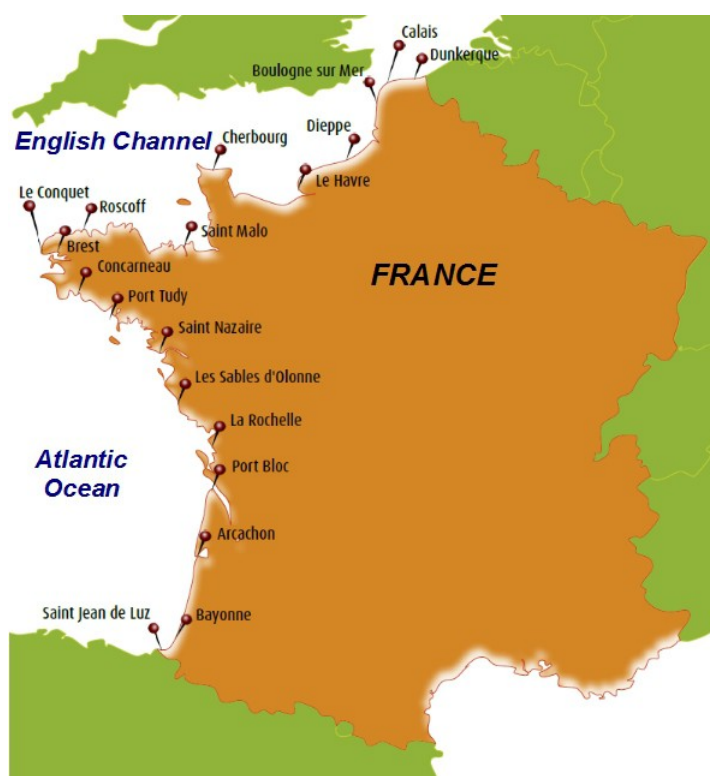 Calais
Dunkerque
Boulogne sur Mer
Dieppe
Cherbourg
English Channel
Le Havre
Le Conquet
Roscoff
Saint Malo
Brest
Concarneau
FRANCE
Port Tudy
Saint Nazaire
Les Sables d'Olonne
La Rochelle
Atlantic
Ocean
Port Bloc
Arcachon
Saint Jean de Luz
Bayonne